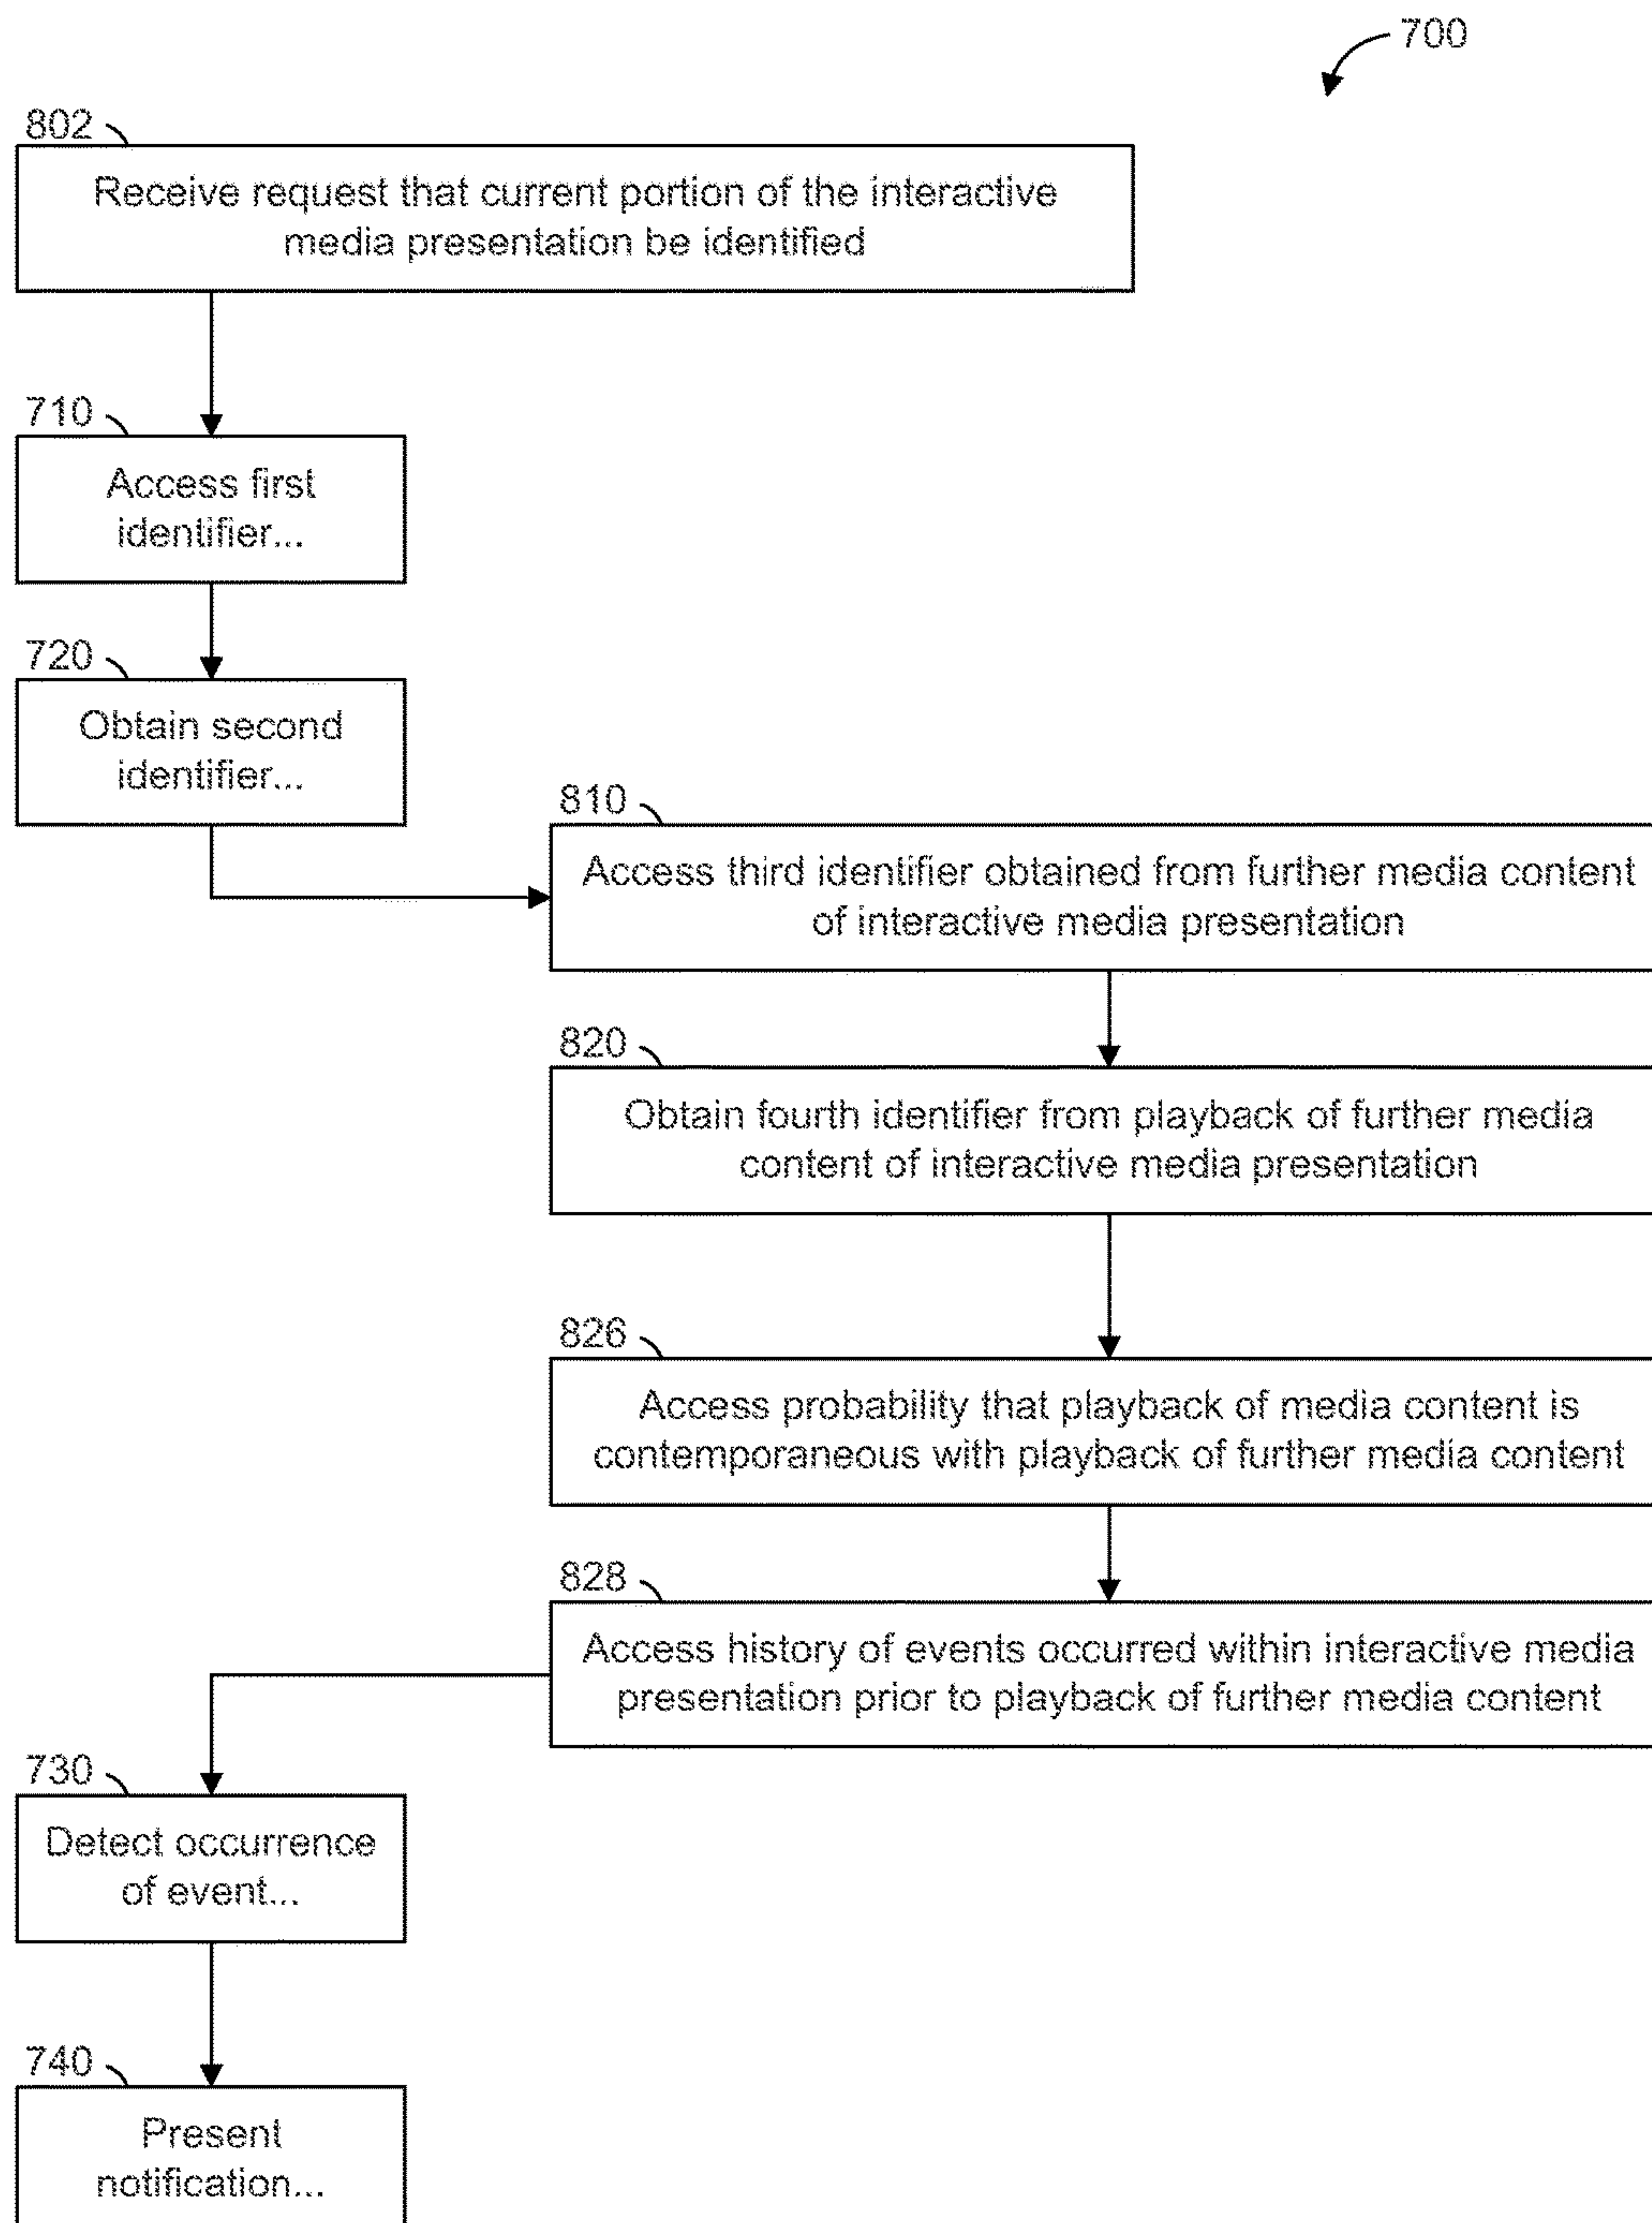 700
802
Receive request that current portion of the interactive
media presentation be identified
710
Access first
identifier...
720
Obtain second
identifier...
810
Access third identifier obtained from further media content
of interactive media presentation
820
Obtain fourth identifier from playback of further media
content of interactive media presentation
826
Access probability that playback of media content is
contemporaneous with playback of further media content
828
Access history of events occurred within interactive media
presentation prior to playback of further media content
730
Detect occurrence
of event...
740
Present
notification...